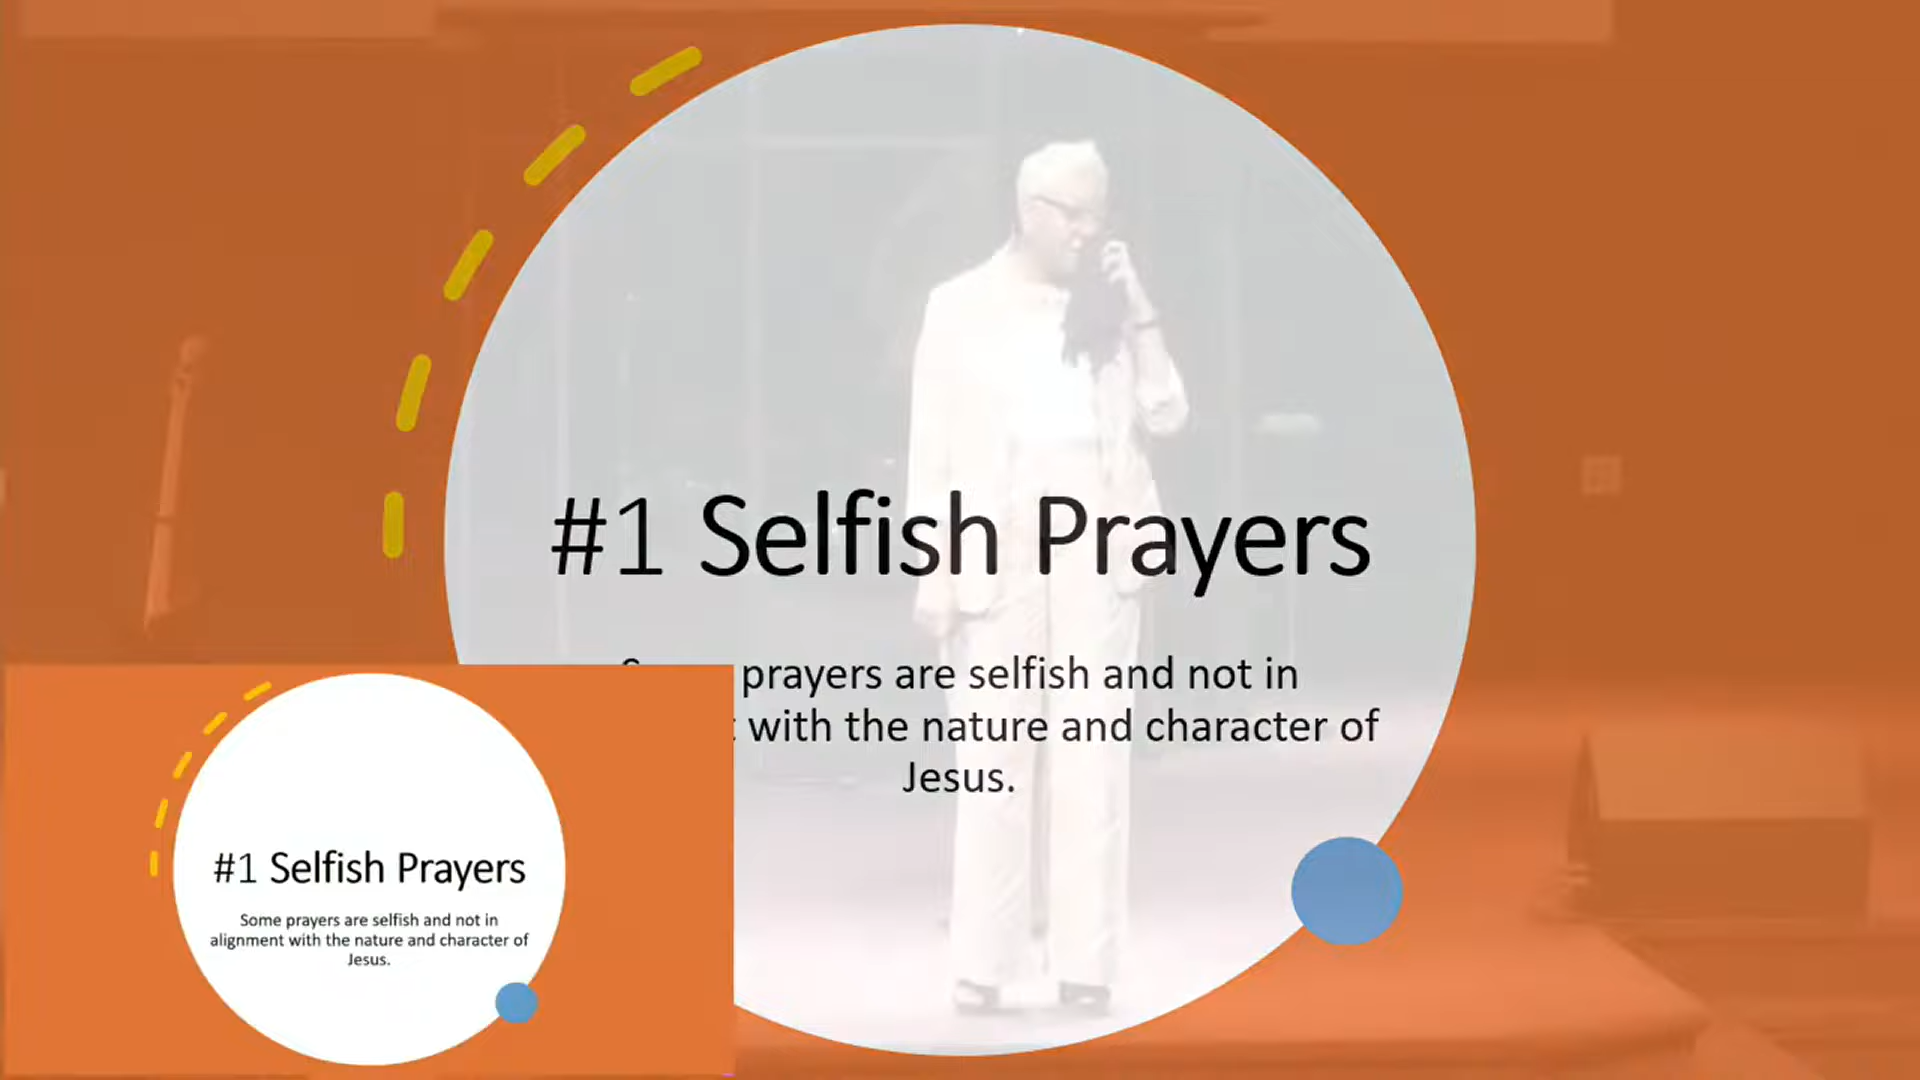 #1 Selfish Prayers
prayers are selfish and not in
with the nature and character of
Jesus.
#1 Selfish Prayers
Some prayers are selfish and not in
alignment with the nature and character of
Jesus.